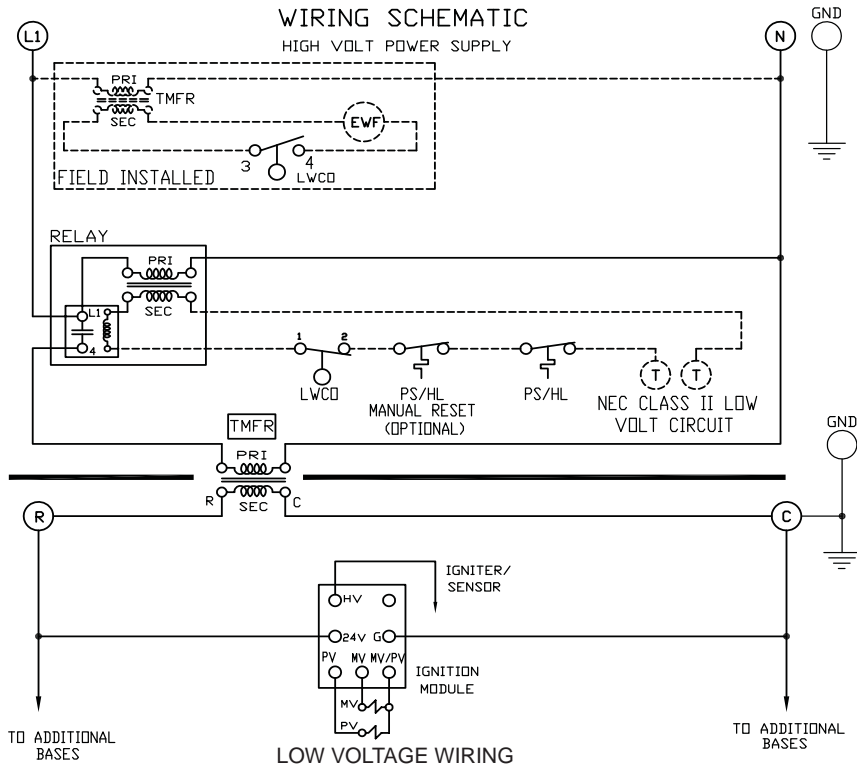 WIRING SCHEMATIC
HIGH VOLT POWER SUPPLY
L1
N
GND
PRI
TMFR
SEC
EWF
3
4
LWCO
FIELD INSTALLED
RELAY
PRI
SEC
L1
4
1
2
LWCO
PS/HL
MANUAL RESET
(OPTIONAL)
PS/HL
T
T
NEC CLASS II LOW
VOLT CIRCUIT
TMFR
PRI
R
SEC
C
GND
R
C
IGNITER/
SENSOR
HV
24V
G
PV
MV
MV/PV
IGNITION
MODULE
MV
PV
TO ADDITIONAL
BASES
TO ADDITIONAL
BASES
LOW VOLTAGE WIRING